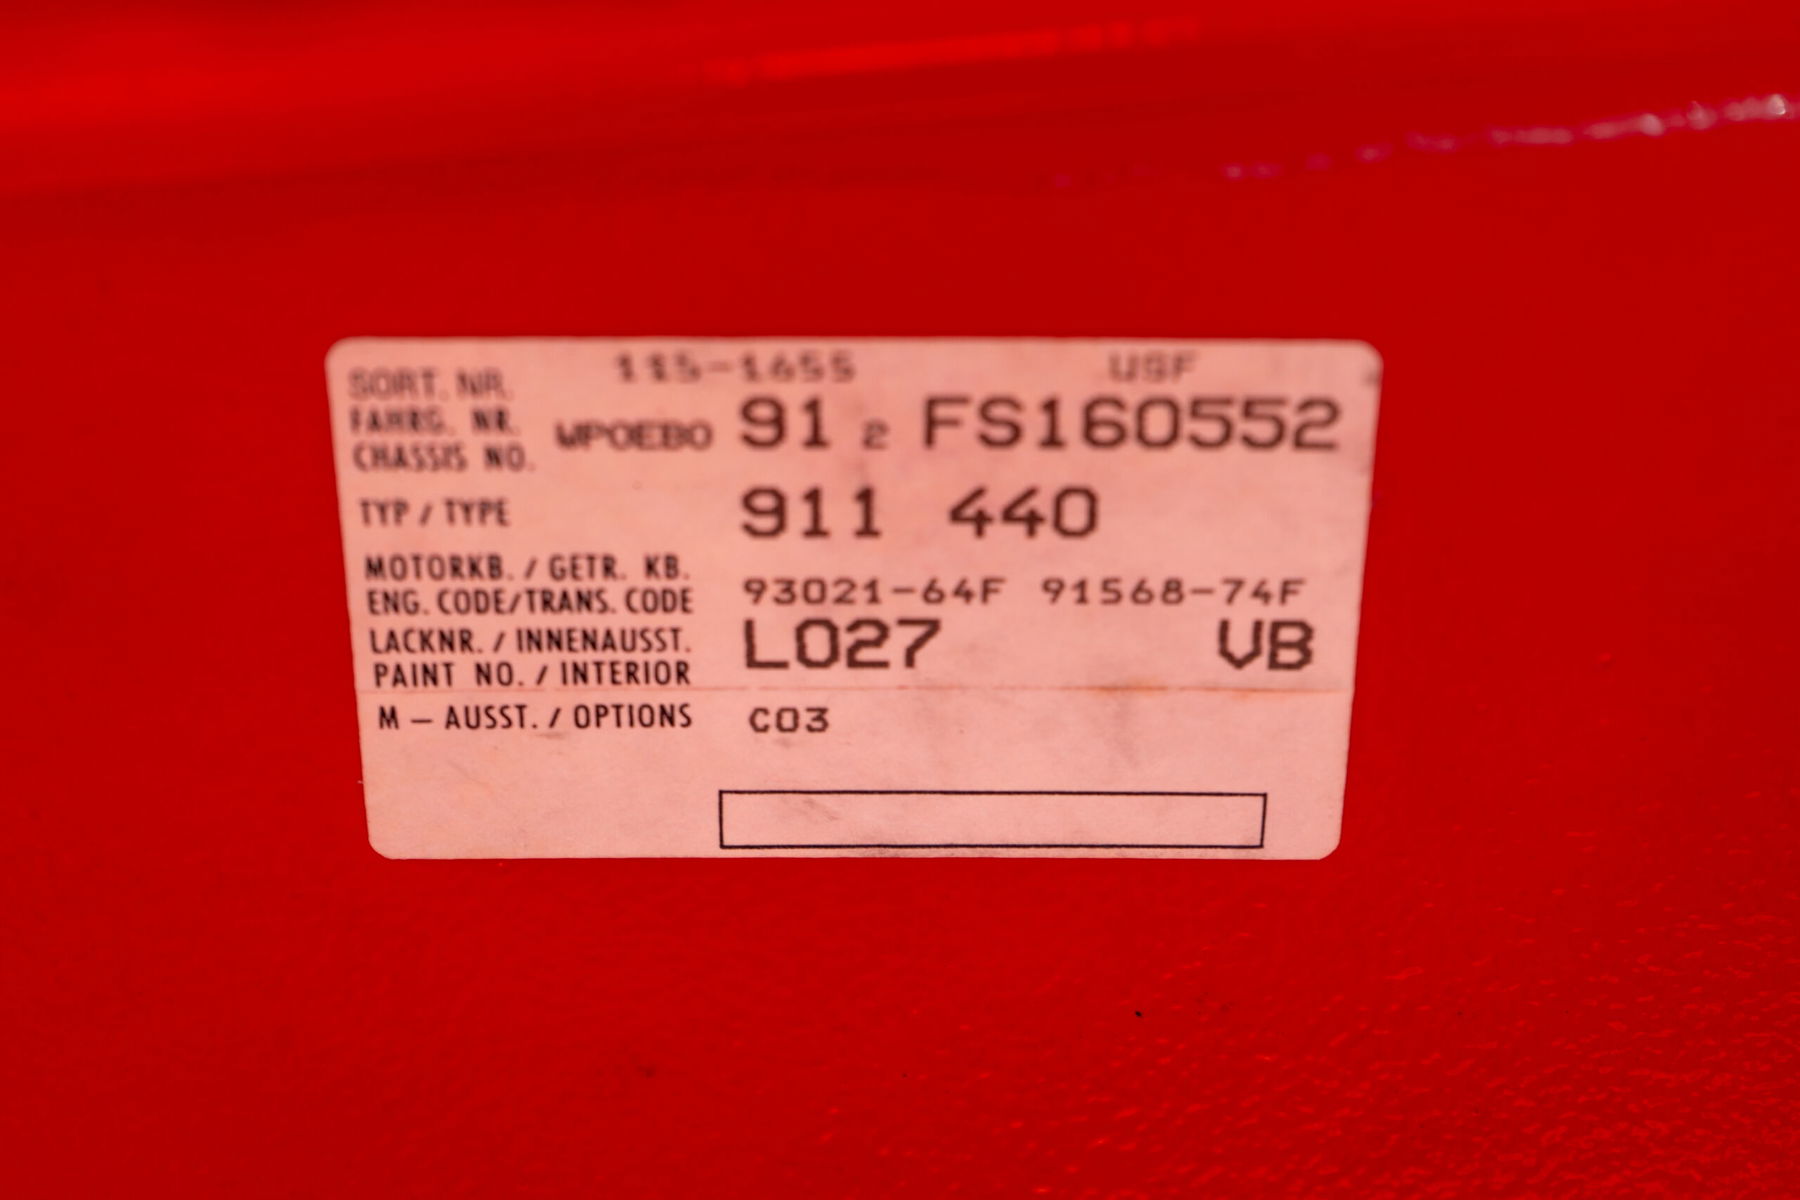 SORT. NR. 115-1655 USF
FAHRG. NR.
CHASSIS NO. WP0EB0 91 2 FS160552
TYP / TYPE 911 440
MOTORKB. / GETR. KB.
ENG. CODE/TRANS. CODE 93021-64F 91568-74F
LACKNR. / INNENAUSST. L027 VB
PAINT NO. / INTERIOR
M – AUSST. / OPTIONS C03